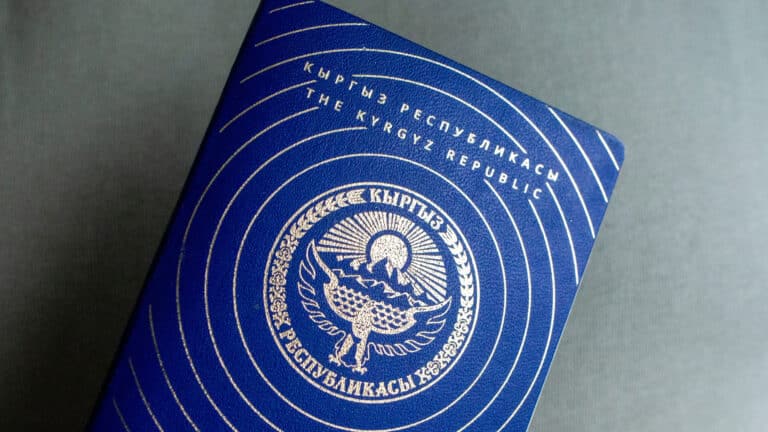 КЫРГЫЗ РЕСПУБЛИКАСЫ
THE KYRGYZ REPUBLIC
КЫРГЫЗ
РЕСПУБЛИКАСЫ